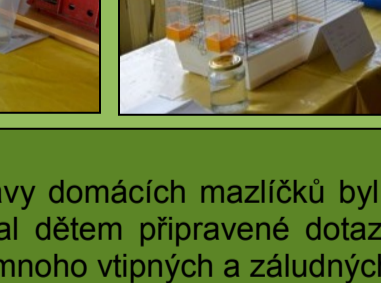 avy domácích mazlíčků byl
al dětem připravené dotaz
mnoho vtipných a záludných